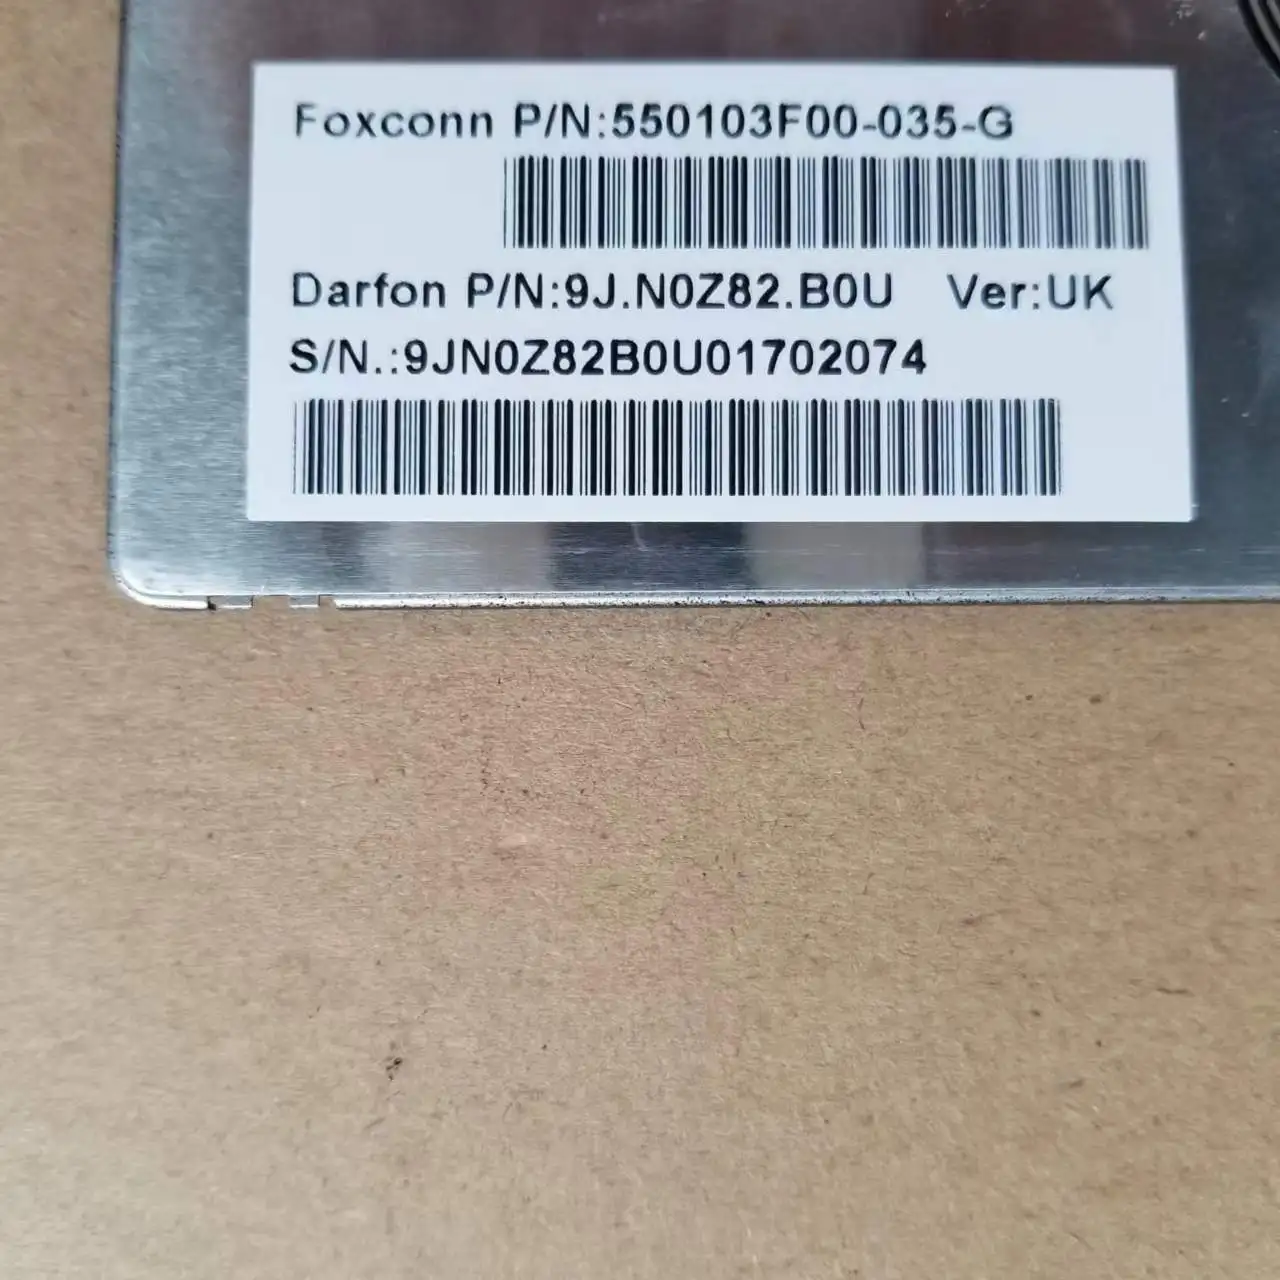 Foxconn P/N:550103F00-035-G
Darfon P/N:9J.N0Z82.B0U Ver:UK
S/N.:9JN0Z82B0U01702074